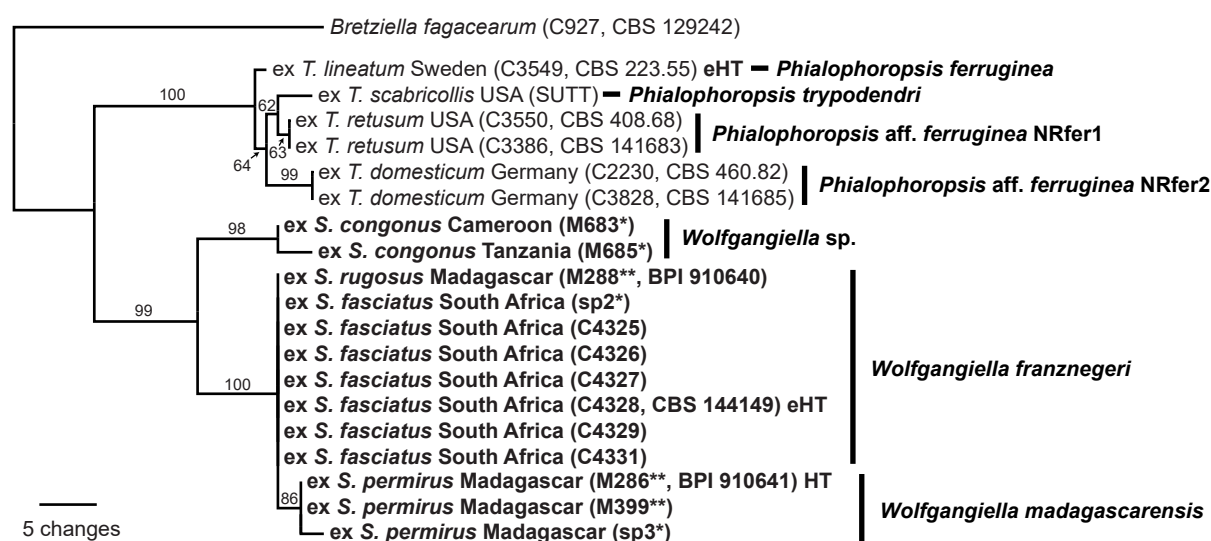 Bretziella fagacearum (C927, CBS 129242)
ex T. lineatum Sweden (C3549, CBS 223.55) eHT – Phialophoropsis ferruginea
100
62
ex T. scabricollis USA (SUTT) – Phialophoropsis trypodendri
ex T. retusum USA (C3550, CBS 408.68)
Phialophoropsis aff. ferruginea NRfer1
63
ex T. retusum USA (C3386, CBS 141683)
64
99
ex T. domesticum Germany (C2230, CBS 460.82)
Phialophoropsis aff. ferruginea NRfer2
ex T. domesticum Germany (C3828, CBS 141685)
98
ex S. congonus Cameroon (M683*)
Wolfgangiella sp.
ex S. congonus Tanzania (M685*)
99
ex S. rugosus Madagascar (M288**, BPI 910640)
ex S. fasciatus South Africa (sp2*)
ex S. fasciatus South Africa (C4325)
ex S. fasciatus South Africa (C4326)
Wolfgangiella franznegeri
100
ex S. fasciatus South Africa (C4327)
ex S. fasciatus South Africa (C4328, CBS 144149) eHT
ex S. fasciatus South Africa (C4329)
ex S. fasciatus South Africa (C4331)
ex S. permirus Madagascar (M286**, BPI 910641) HT
86
ex S. permirus Madagascar (M399**)
Wolfgangiella madagascarensis
ex S. permirus Madagascar (sp3*)
5 changes